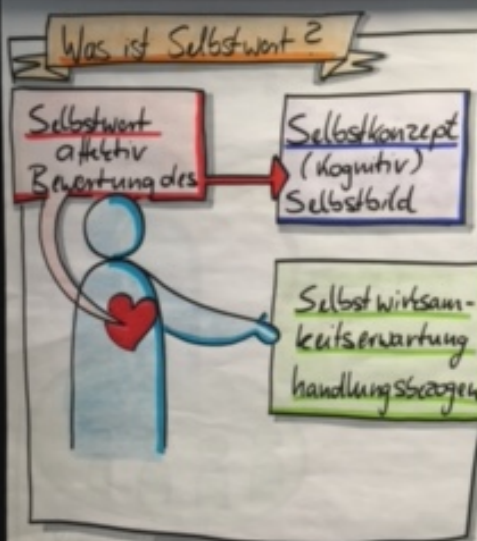 Was ist Selbstwert?
Selbstwert
affektiv
Bewertung des
Selbstkonzept
(Kognitiv)
Selbstbild
Selbstwirksam-
keitserwartung
handlungsbezogen